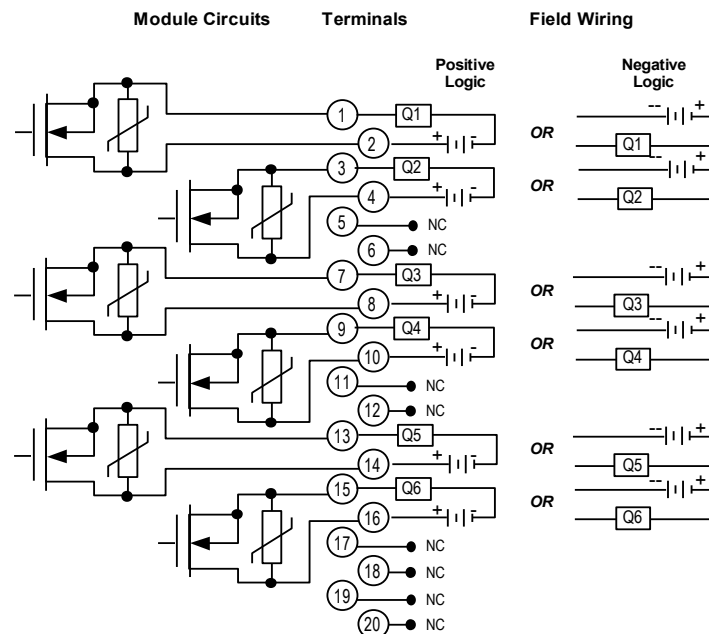 Module Circuits Terminals Field Wiring
Positive Logic Negative Logic
-- +
1 Q1
OR
2 + - Q1
3 Q2 -- +
OR
4 + - Q2
5 NC
6 NC
7 Q3 -- +
OR
8 + - Q3
9 Q4 -- +
OR
10 + - Q4
11 NC
12 NC
13 Q5 -- +
OR
14 + - Q5
15 Q6 -- +
OR
16 + - Q6
17 NC
18 NC
19 NC
20 NC